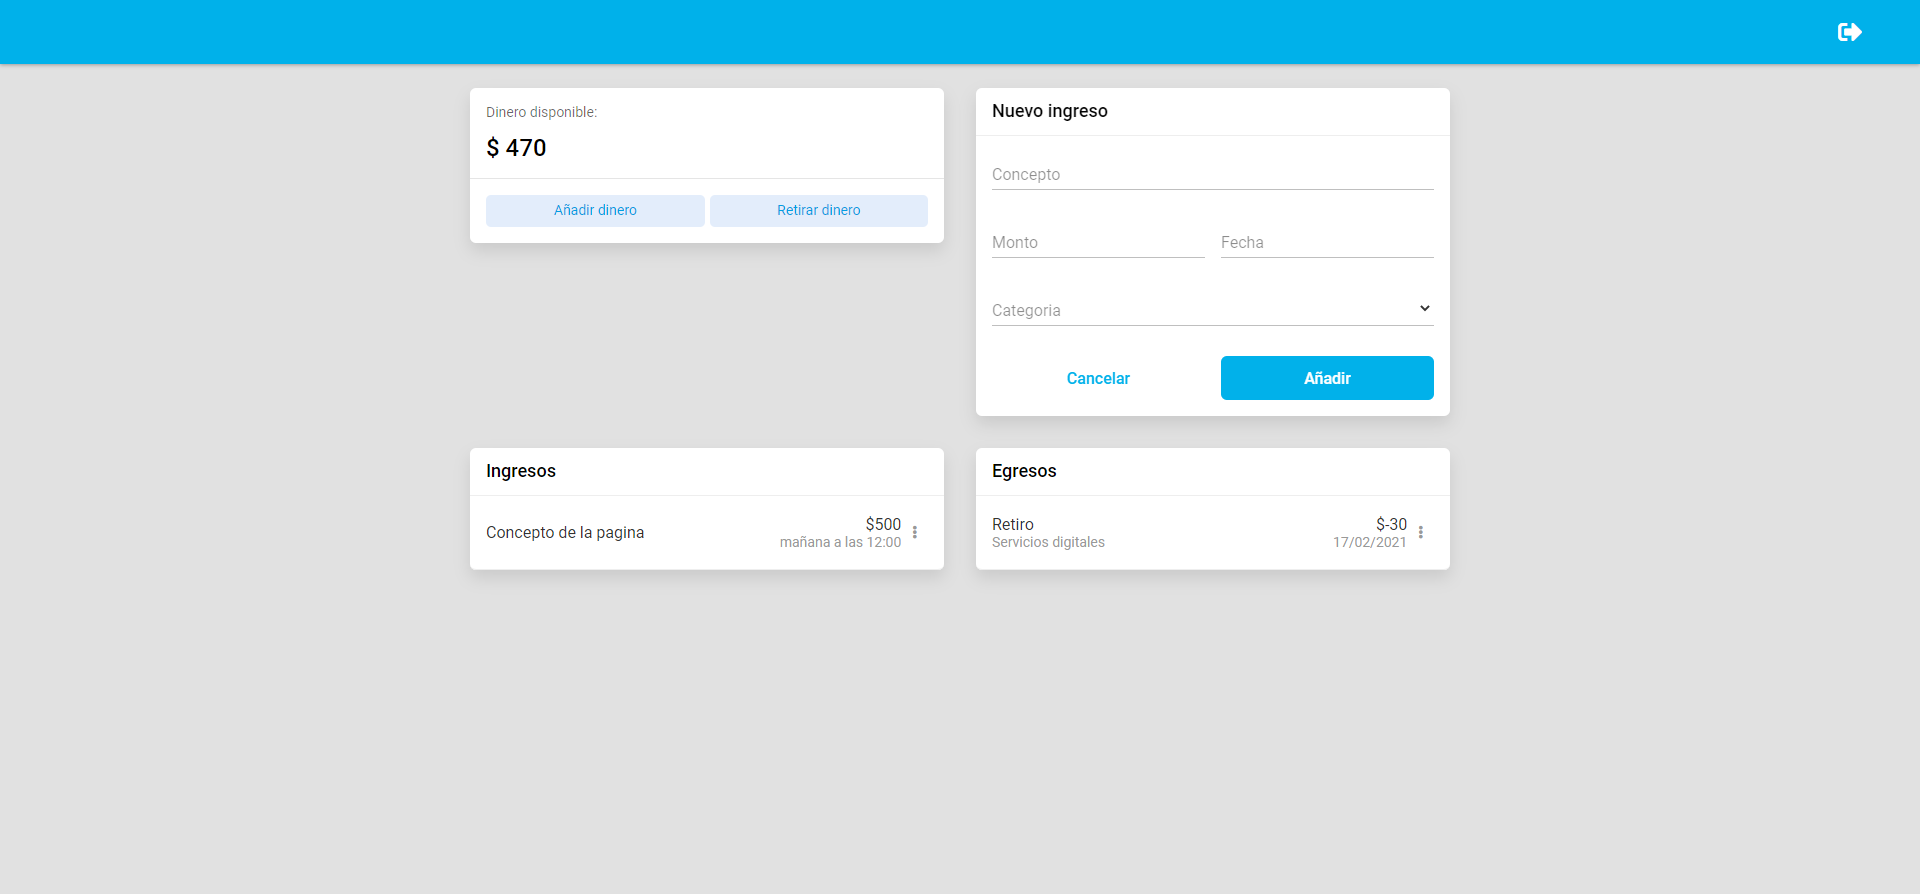 Dinero disponible:
$ 470
Añadir dinero
Retirar dinero
Nuevo ingreso
Concepto
Monto
Fecha
Categoria
Cancelar
Añadir
Ingresos
Concepto de la pagina
$500
mañana a las 12:00
Egresos
Retiro
$-30
Servicios digitales
17/02/2021